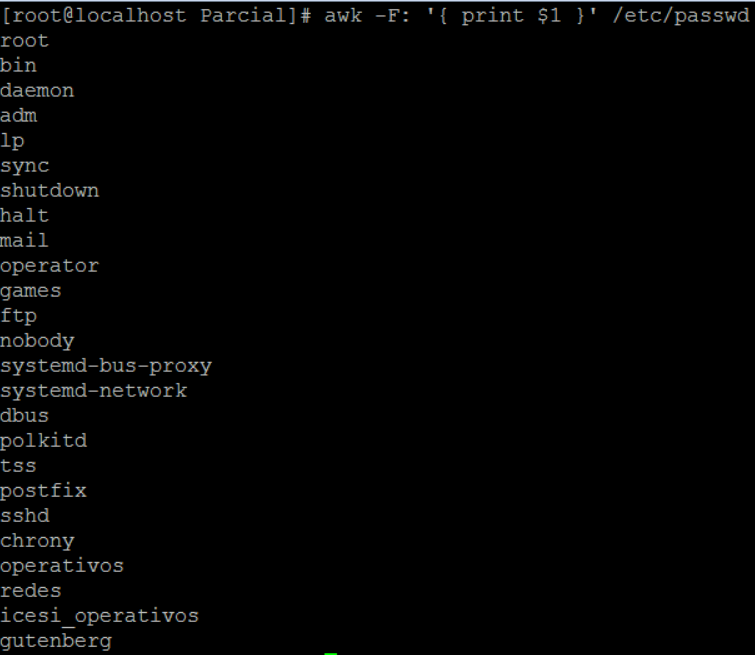 [root@localhost Parcial]# awk -F: '{ print $1 }' /etc/passwd
root
bin
daemon
adm
lp
sync
shutdown
halt
mail
operator
games
ftp
nobody
systemd-bus-proxy
systemd-network
dbus
polkitd
tss
postfix
sshd
chrony
operativos
redes
icesi_operativos
gutenberg